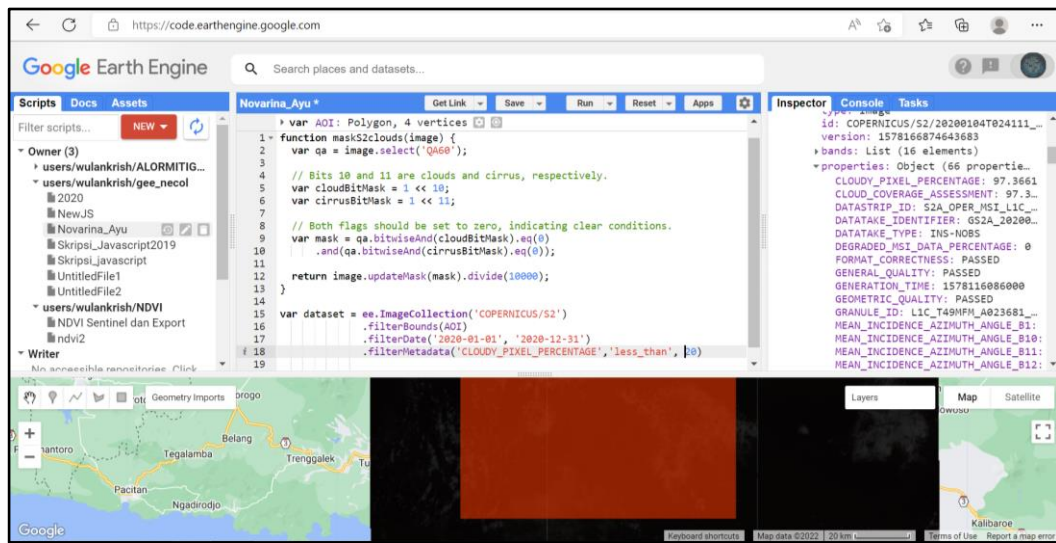 https://code.earthengine.google.com
Google Earth Engine
Search places and datasets...
Scripts Docs Assets
Filter scripts... NEW
Owner (3)
users/wulankrish/ALORMITIG...
users/wulankrish/gee_necol
2020
NewJS
Novarina_Ayu
Skripsi_Javascript2019
Skripsi_javascript
UntitledFile1
UntitledFile2
users/wulankrish/NDVI
NDVI Sentinel dan Export
ndvi2
Writer
No accessible repositories. Click
Novarina_Ayu *
Get Link Save Run Reset Apps
var AOI: Polygon, 4 vertices
1 function maskS2clouds(image) {
2 var qa = image.select('QA60');
3
4 // Bits 10 and 11 are clouds and cirrus, respectively.
5 var cloudBitMask = 1 << 10;
6 var cirrusBitMask = 1 << 11;
7
8 // Both flags should be set to zero, indicating clear conditions.
9 var mask = qa.bitwiseAnd(cloudBitMask).eq(0)
10 .and(qa.bitwiseAnd(cirrusBitMask).eq(0));
11
12 return image.updateMask(mask).divide(10000);
13 }
14
15 var dataset = ee.ImageCollection('COPERNICUS/S2')
16 .filterBounds(AOI)
17 .filterDate('2020-01-01', '2020-12-31')
i 18 .filterMetadata('CLOUDY_PIXEL_PERCENTAGE','less_than', 20)
19
Inspector Console Tasks
type: Image
id: COPERNICUS/S2/20200104T024111_...
version: 1578166874643683
bands: List (16 elements)
properties: Object (66 propertie...
CLOUDY_PIXEL_PERCENTAGE: 97.3661
CLOUD_COVERAGE_ASSESSMENT: 97.3...
DATASTRIP_ID: S2A_OPER_MSI_L1C_...
DATATAKE_IDENTIFIER: GS2A_20200...
DATATAKE_TYPE: INS-NOBS
DEGRADED_MSI_DATA_PERCENTAGE: 0
FORMAT_CORRECTNESS: PASSED
GENERAL_QUALITY: PASSED
GENERATION_TIME: 1578116086000
GEOMETRIC_QUALITY: PASSED
GRANULE_ID: L1C_T49MFM_A023681_...
MEAN_INCIDENCE_AZIMUTH_ANGLE_B1:
MEAN_INCIDENCE_AZIMUTH_ANGLE_B10:
MEAN_INCIDENCE_AZIMUTH_ANGLE_B11:
MEAN_INCIDENCE_AZIMUTH_ANGLE_B12:
Geometry Imports
orogo
Layers
Map Satellite
owoso
Belang
antoro
Tegalamba
Trenggalek
Tu
Pacitan
Ngadirodjo
Kalibaroe
Google
Keyboard shortcuts
Map data ©2022
20 km
Terms of Use
Report a map error